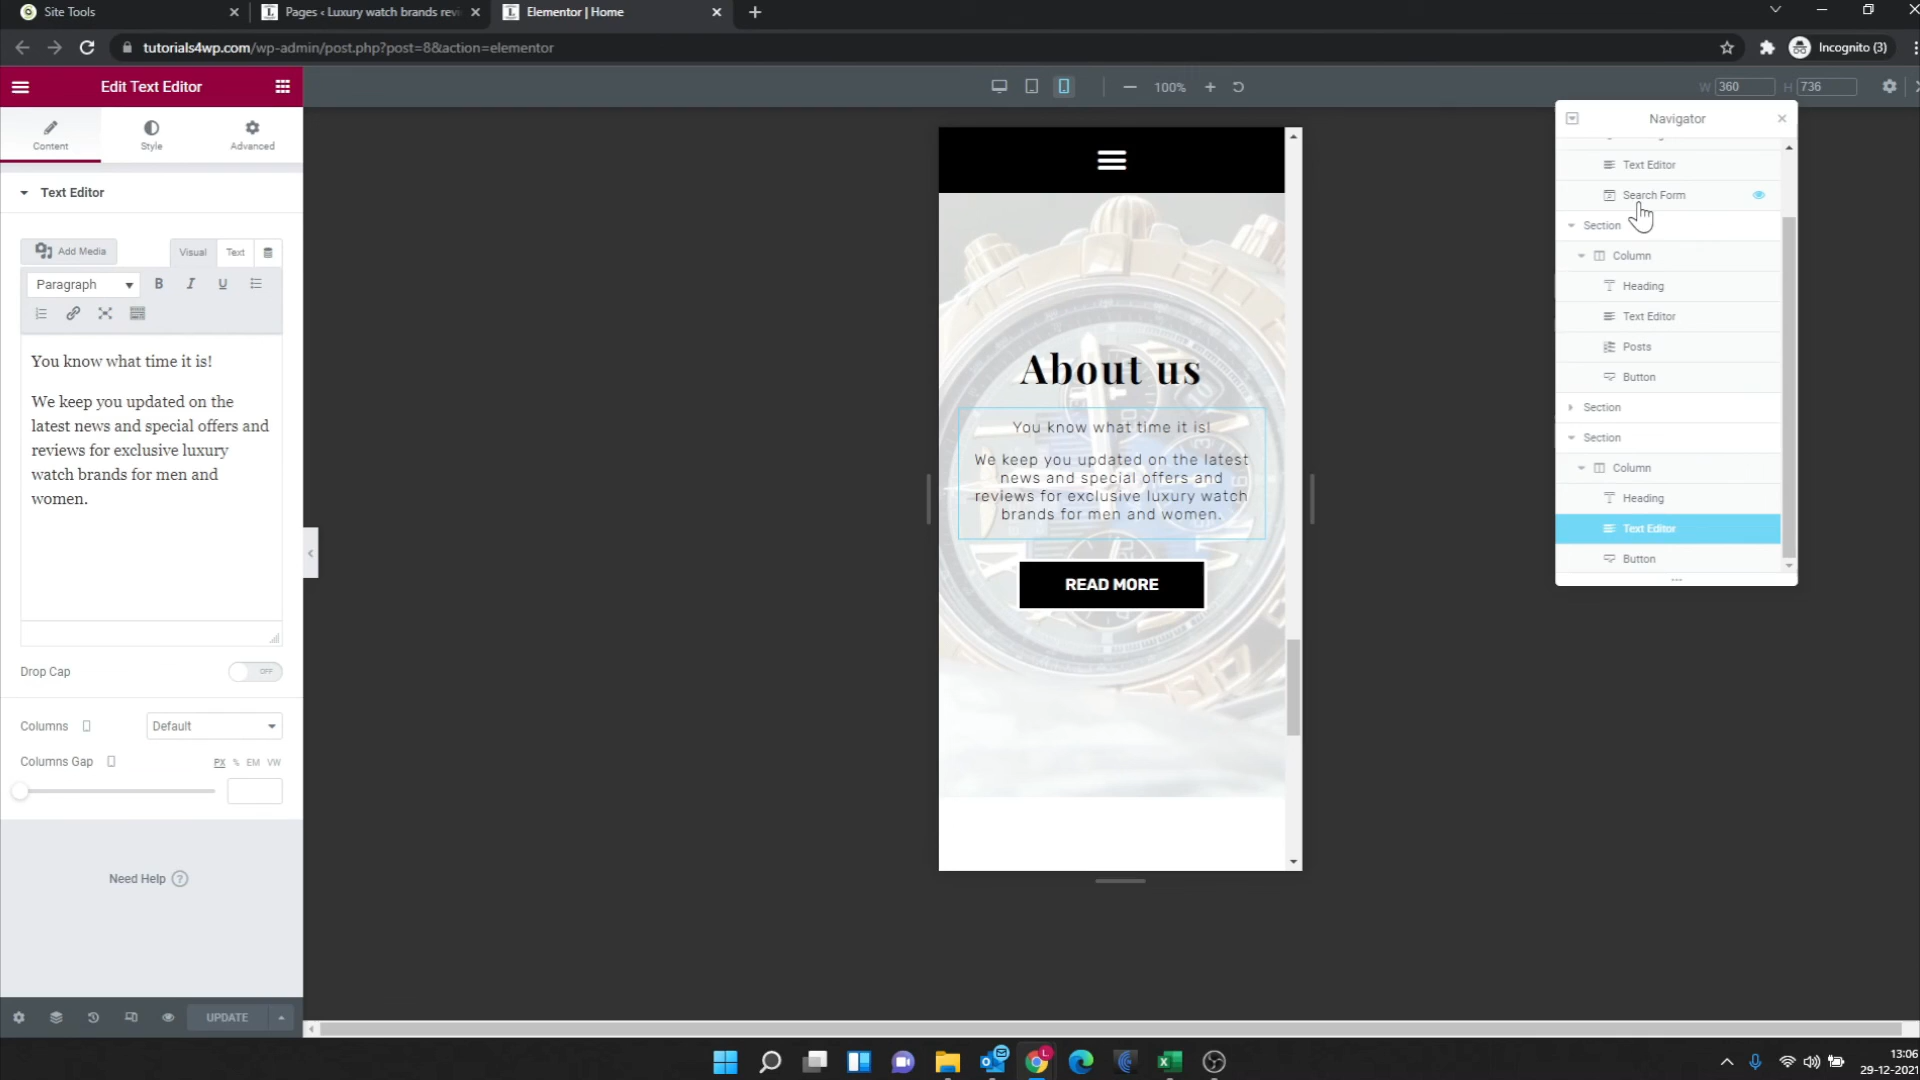 Site Tools
Pages ‹ Luxury watch brands revi
Elementor | Home
tutorials4wp.com/wp-admin/post.php?post=8&action=elementor
Incognito (3)
Edit Text Editor
100%
W 360
H 736
Content
Style
Advanced
Text Editor
Add Media
Visual
Text
Paragraph
B
I
U
You know what time it is!
We keep you updated on the
latest news and special offers and
reviews for exclusive luxury
watch brands for men and
women.
Drop Cap
OFF
Columns
Default
Columns Gap
PX % EM VW
Need Help ?
UPDATE
About us
You know what time it is!
We keep you updated on the latest
news and special offers and
reviews for exclusive luxury watch
brands for men and women.
READ MORE
Navigator
Text Editor
Search Form
Section
Column
Heading
Text Editor
Posts
Button
Section
Section
Column
Heading
Text Editor
Button
13:06
29-12-2021